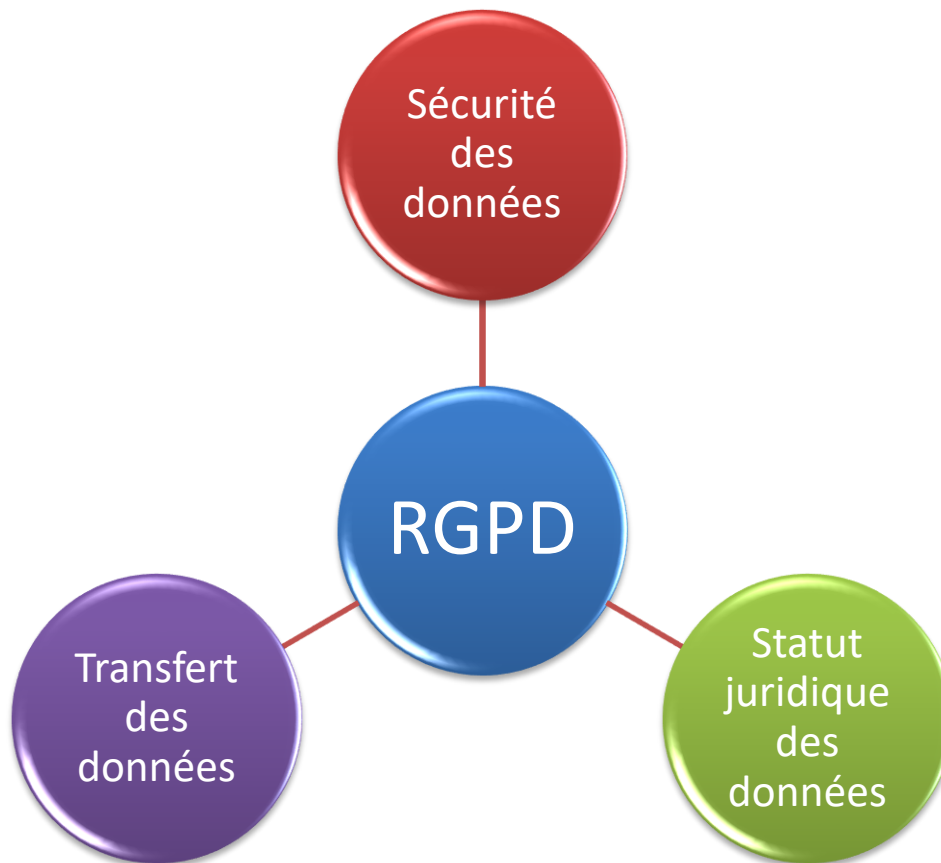 Sécurité
des
données
RGPD
Transfert
des
données
Statut
juridique
des
données